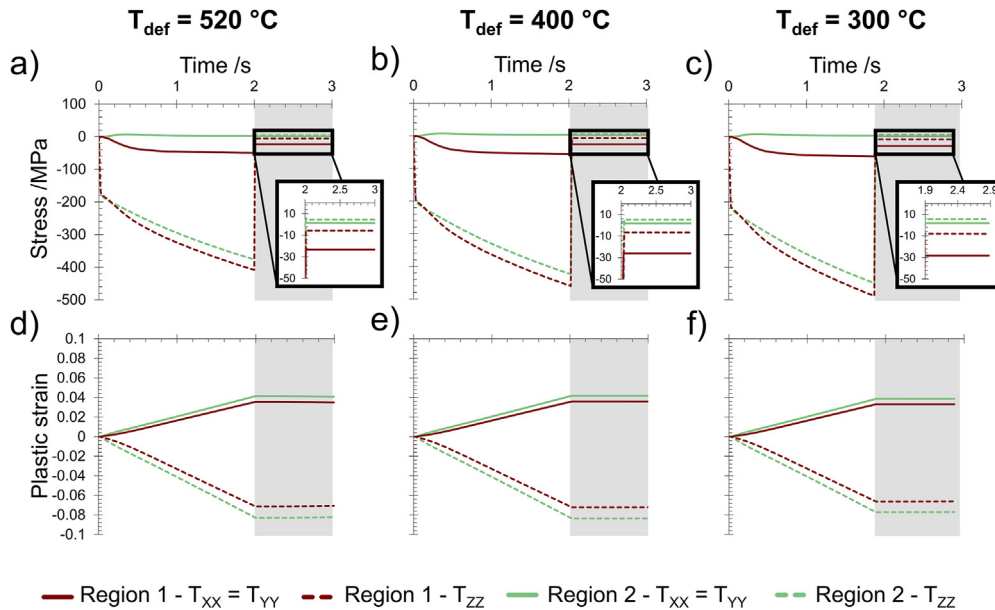 T_def = 520 °C T_def = 400 °C T_def = 300 °C
a) b) c)
Time /s Time /s Time /s
0 1 2 3 0 1 2 3 0 1 2 3
100
0
-100
-200
-300
-400
-500
Stress /MPa
2 2.5 3
10
-10
-30
-50
2 2.5 3
10
-10
-30
-50
1.9 2.4 2.9
10
-10
-30
-50
d) e) f)
0.1
0.08
0.06
0.04
0.02
0
-0.02
-0.04
-0.06
-0.08
-0.1
Plastic strain
Region 1 - T_XX = T_YY Region 1 - T_ZZ Region 2 - T_XX = T_YY Region 2 - T_ZZ